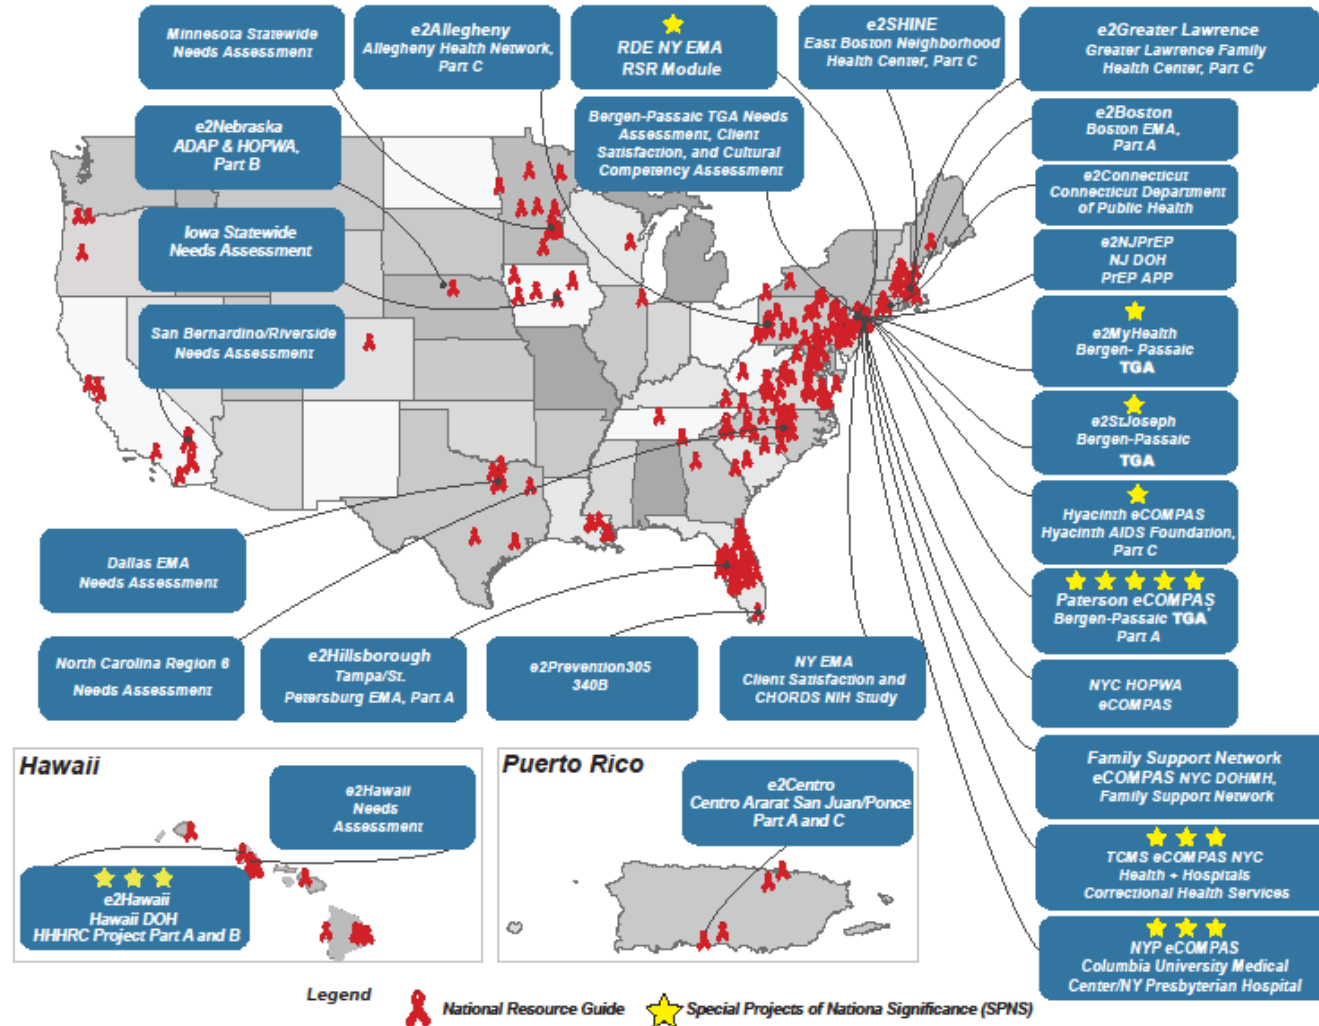 Minnesota Statewide
Needs Assessment
e2Allegheny
Allegheny Health Network,
Part C
RDE NY EMA
RSR Module
e2SHINE
East Boston Neighborhood
Health Center, Part C
e2Greater Lawrence
Greater Lawrence Family
Health Center, Part C
e2Nebraska
ADAP & HOPWA,
Part B
Bergen-Passaic TGA Needs
Assessment, Client
Satisfaction, and Cultural
Competency Assessment
e2Boston
Boston EMA,
Part A
e2Connecticut
Connecticut Department
of Public Health
Iowa Statewide
Needs Assessment
e2NJPrEP
NJ DOH
PrEP APP
San Bernardino/Riverside
Needs Assessment
e2MyHealth
Bergen- Passaic
TGA
e2StJoseph
Bergen-Passaic
TGA
Hyacinth eCOMPAS
Hyacinth AIDS Foundation,
Part C
Dallas EMA
Needs Assessment
Paterson eCOMPAS
Bergen-Passaic TGA,
Part A
North Carolina Region 6
Needs Assessment
e2Hillsborough
Tampa/St.
Petersburg EMA, Part A
e2Prevention305
340B
NY EMA
Client Satisfaction and
CHORDS NIH Study
NYC HOPWA
eCOMPAS
Family Support Network
eCOMPAS NYC DOHMH,
Family Support Network
Hawaii
e2Hawaii
Needs
Assessment
e2Hawaii
Hawaii DOH
HHHRC Project Part A and B
Puerto Rico
e2Centro
Centro Ararat San Juan/Ponce
Part A and C
TCMS eCOMPAS NYC
Health + Hospitals
Correctional Health Services
NYP eCOMPAS
Columbia University Medical
Center/NY Presbyterian Hospital
Legend
National Resource Guide
Special Projects of Nationa Significance (SPNS)